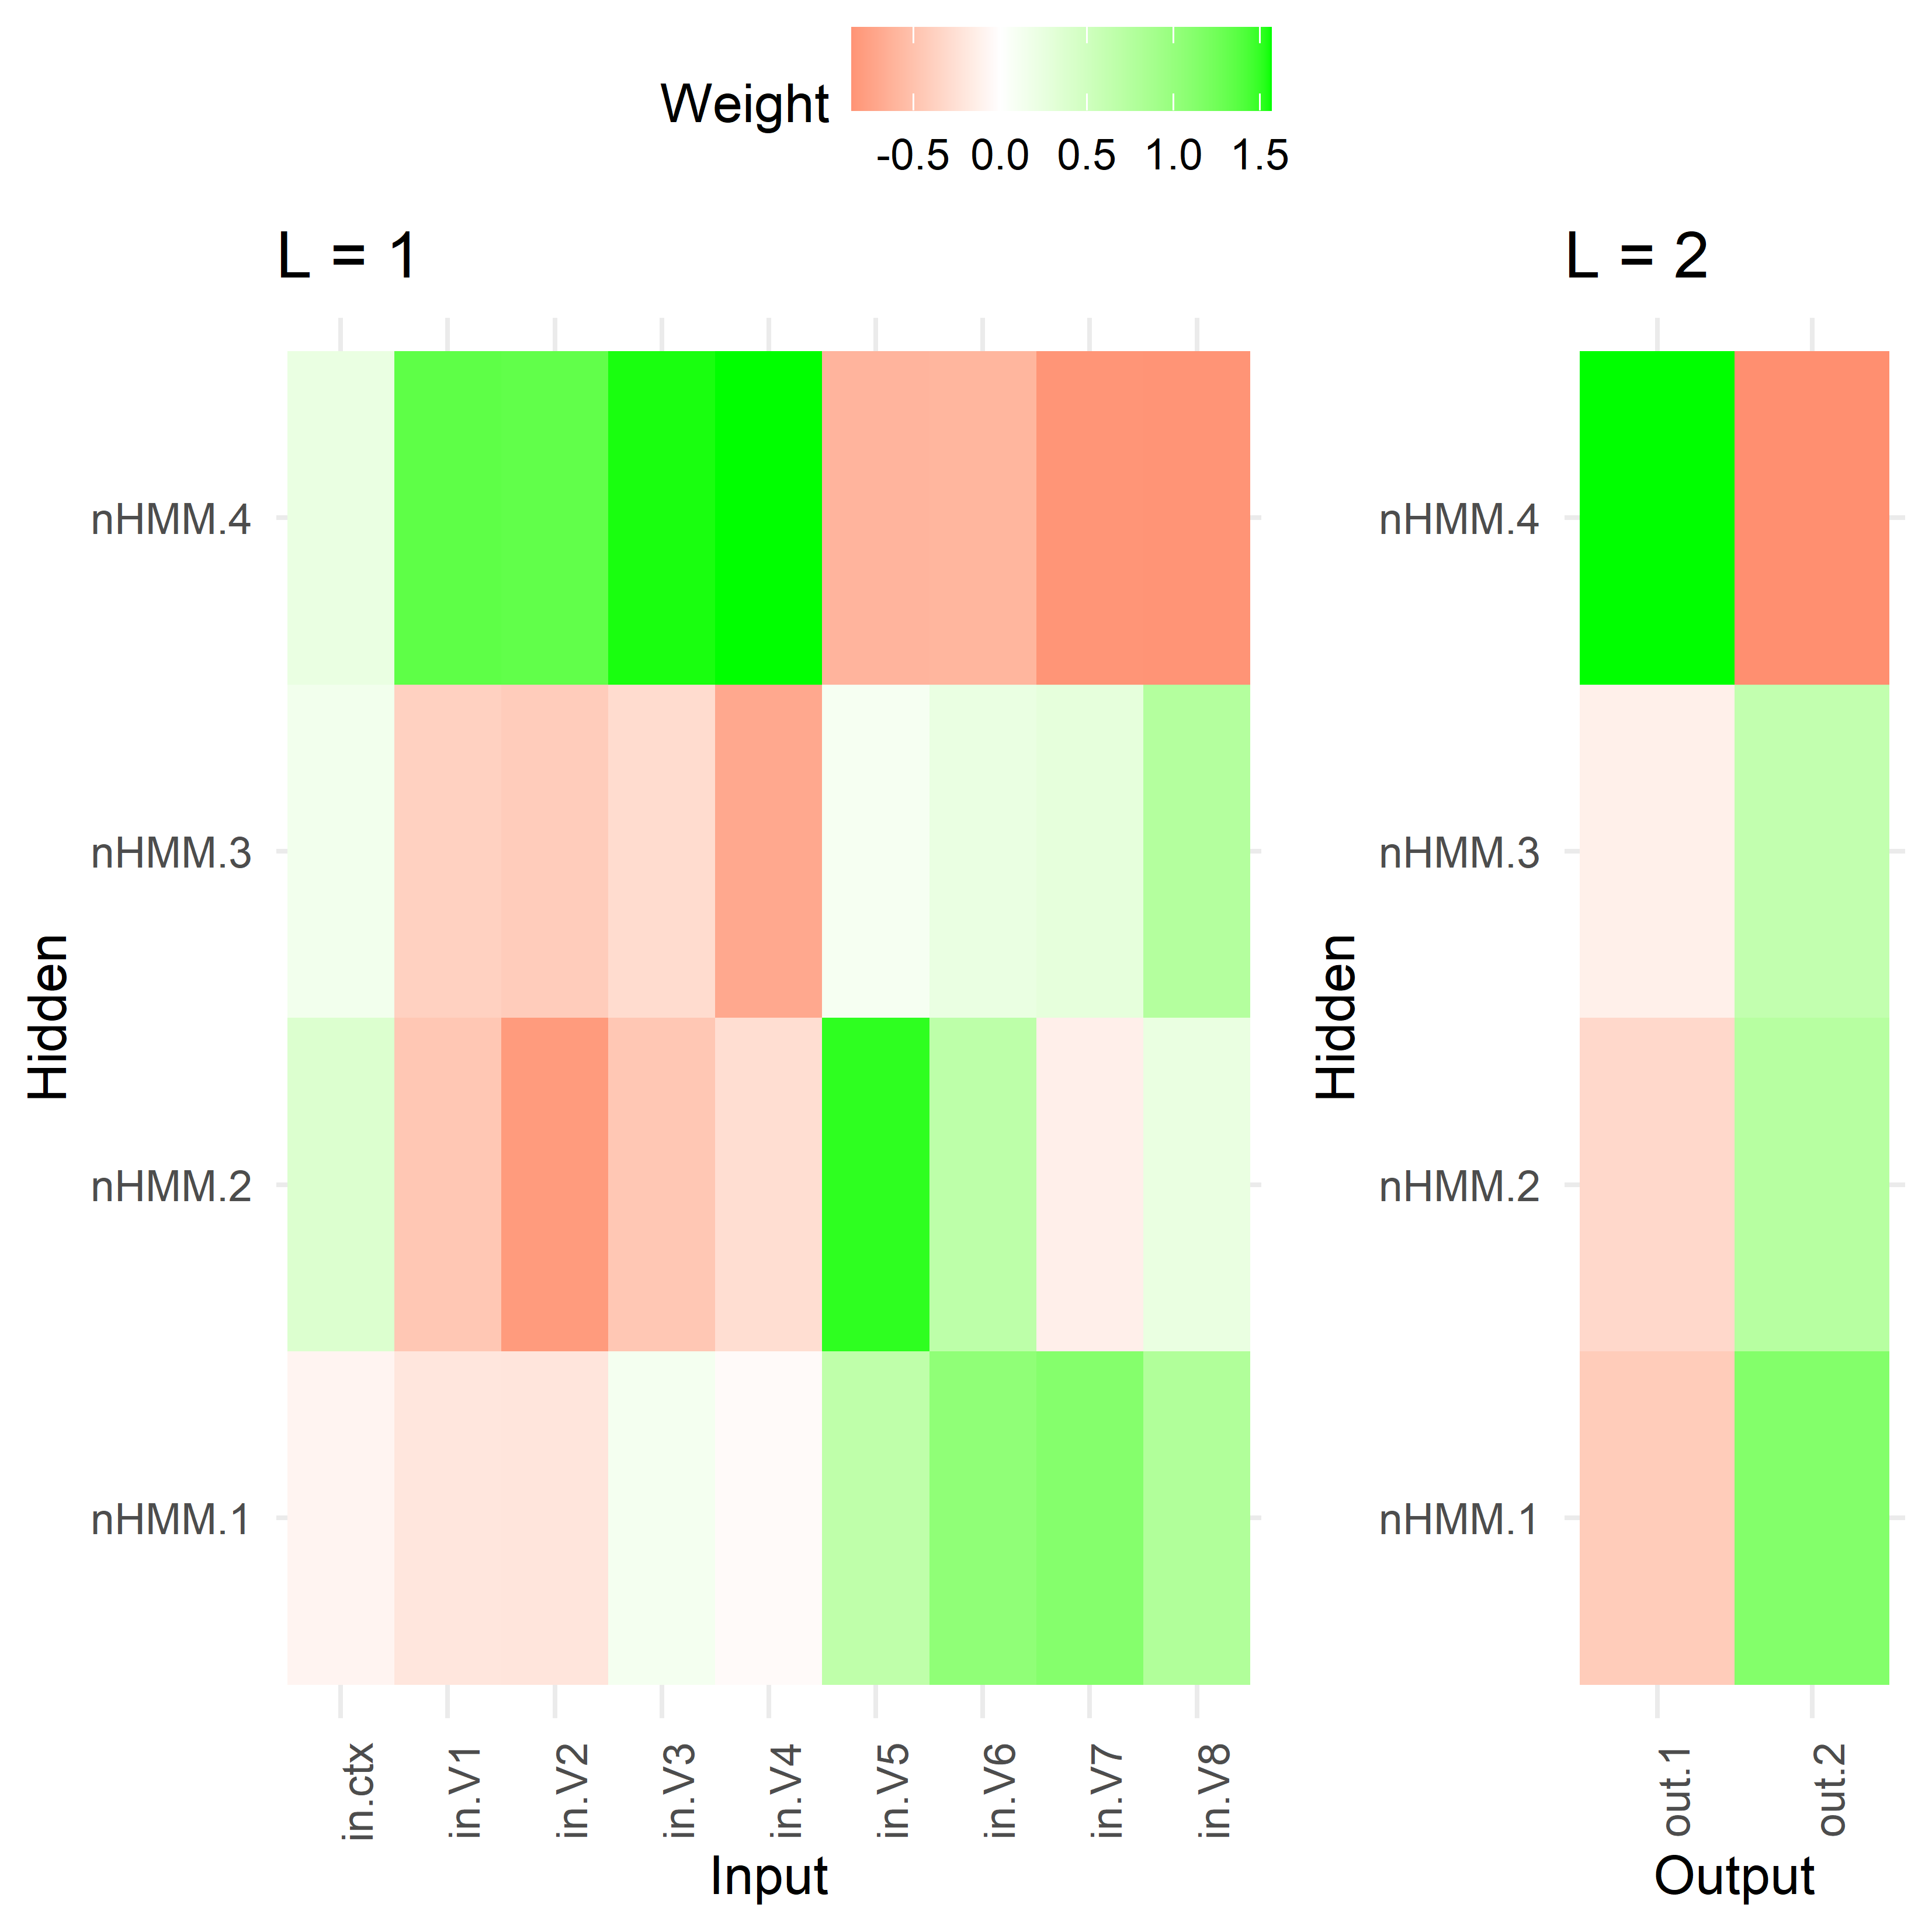 Weight
-0.5 0.0 0.5 1.0 1.5
L = 1
Hidden
nHMM.4
nHMM.3
nHMM.2
nHMM.1
in.ctx in.V1 in.V2 in.V3 in.V4 in.V5 in.V6 in.V7 in.V8
Input
L = 2
Hidden
nHMM.4
nHMM.3
nHMM.2
nHMM.1
out.1 out.2
Output